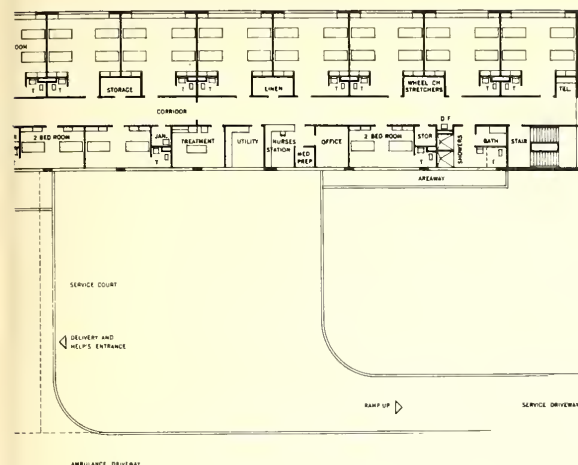 OOM
T T
STORAGE
T T
LINEN
T T
WHEEL CH
STRETCHERS
T T
TEL.
CORRIDOR
D F
2 BED ROOM
JAN.
T
TREATMENT
UTILITY
NURSES
STATION
MED
PREP
OFFICE
2 BED ROOM
STOR
T
SHOWERS
BATH
T
STAIR
AREAWAY
SERVICE COURT
DELIVERY AND
HELP'S ENTRANCE
RAMP UP
SERVICE DRIVEWAY
AMBULANCE DRIVEWAY